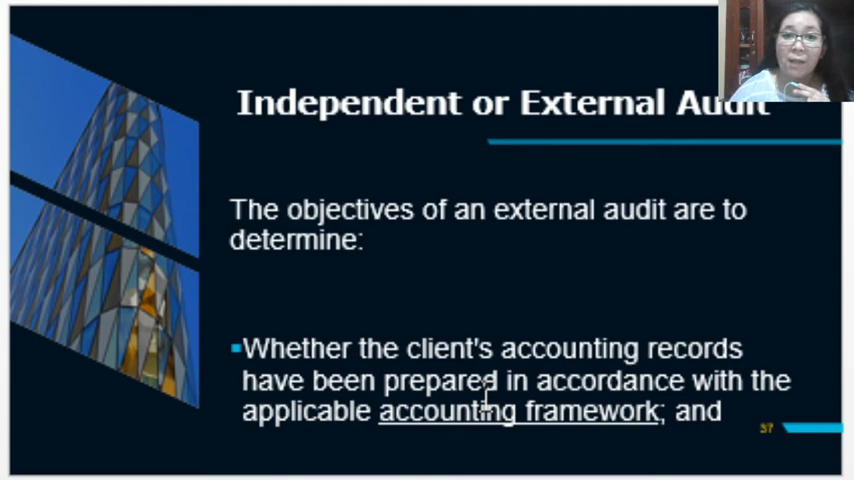 Independent or External Audit
The objectives of an external audit are to
determine:
▪Whether the client's accounting records
have been prepared in accordance with the
applicable accounting framework; and
37